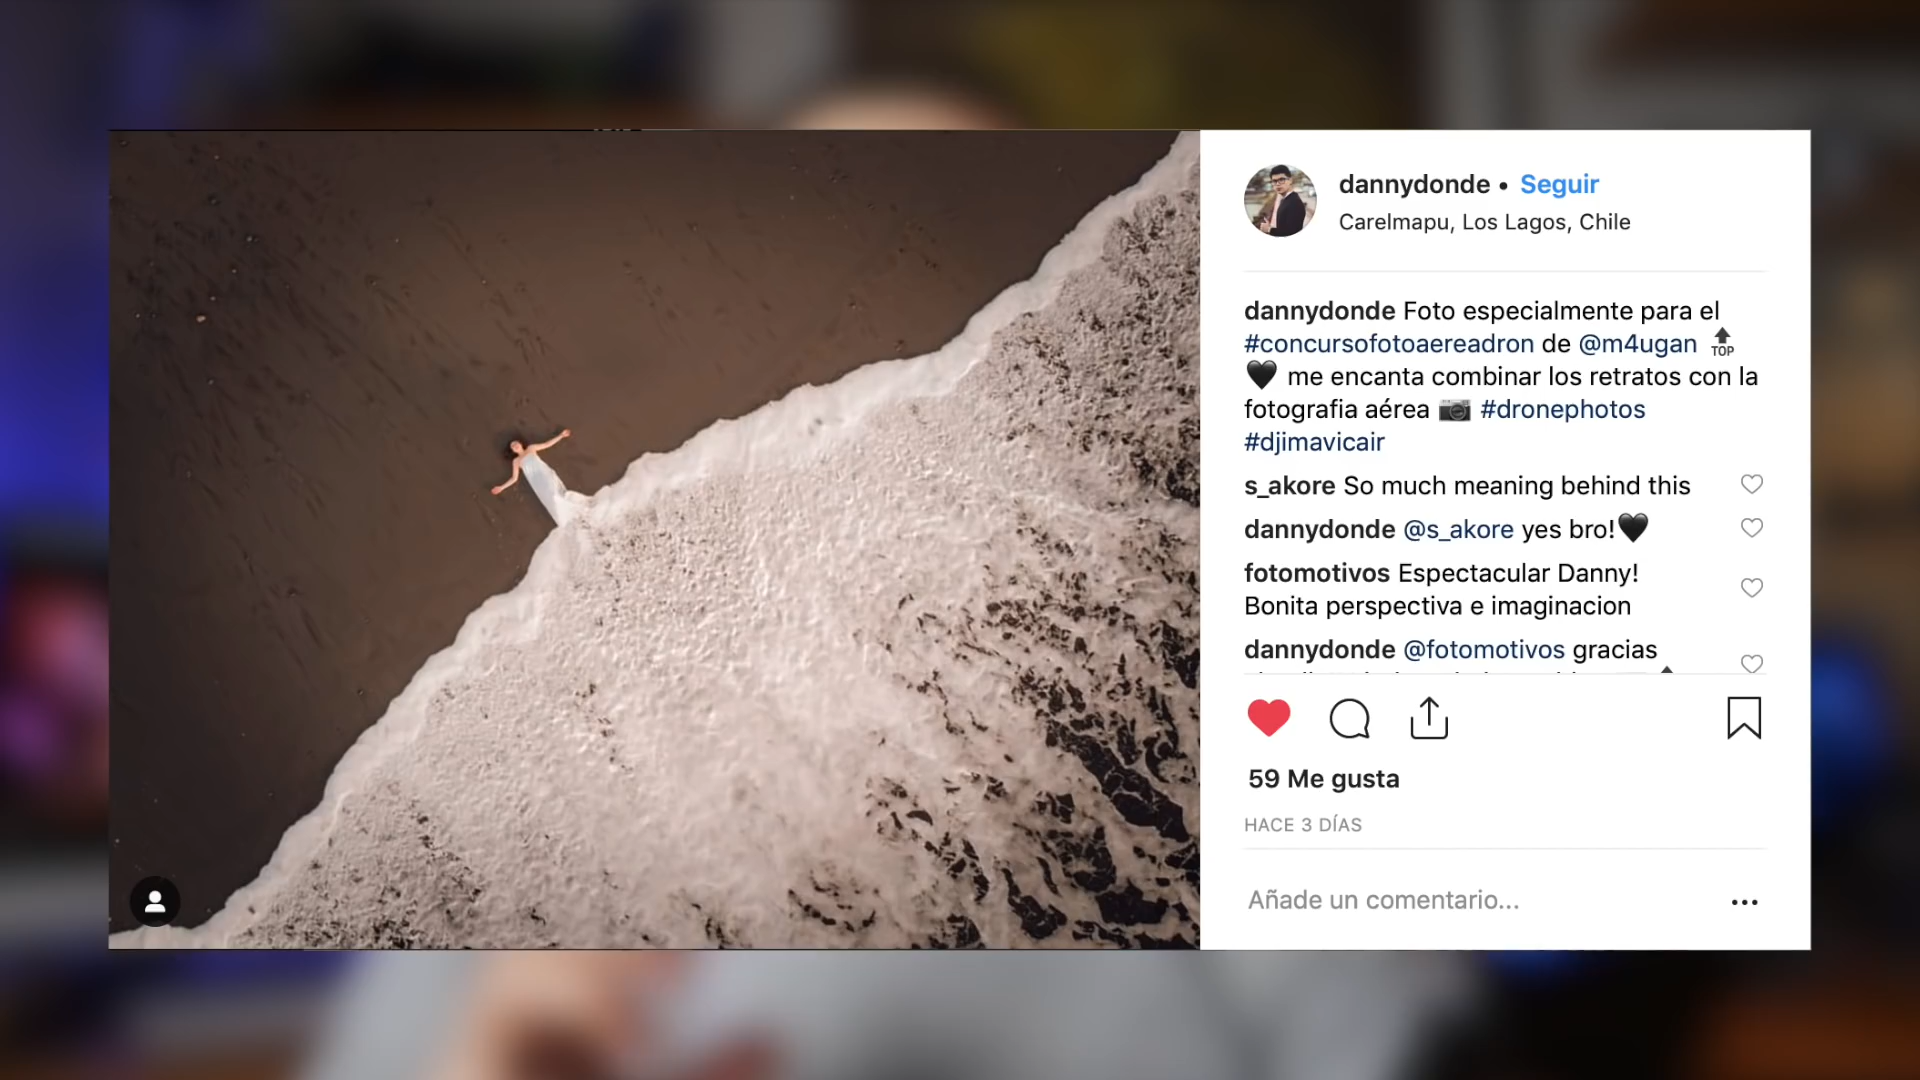 dannydonde • Seguir
Carelmapu, Los Lagos, Chile
dannydonde Foto especialmente para el
#concursofotoaereadron de @m4ugan 🔝
🖤 me encanta combinar los retratos con la
fotografia aérea 📷 #dronephotos
#djimavicair
s_akore So much meaning behind this
dannydonde @s_akore yes bro!🖤
fotomotivos Espectacular Danny!
Bonita perspectiva e imaginacion
dannydonde @fotomotivos gracias
59 Me gusta
HACE 3 DÍAS
Añade un comentario...